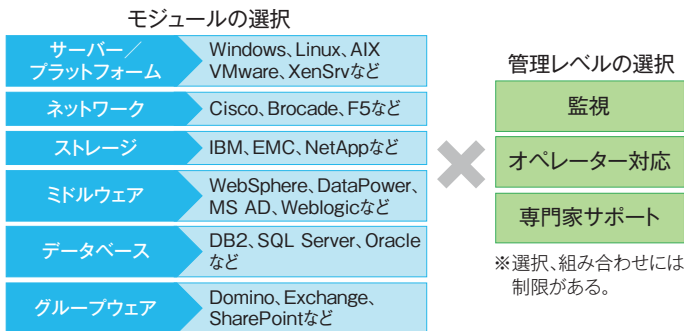 モジュールの選択
サーバー／
プラットフォーム
Windows、Linux、AIX
VMware、XenSrvなど
ネットワーク
Cisco、Brocade、F5など
ストレージ
IBM、EMC、NetAppなど
ミドルウェア
WebSphere、DataPower、
MS AD、Weblogicなど
データベース
DB2、SQL Server、Oracle
など
グループウェア
Domino、Exchange、
SharePointなど
管理レベルの選択
監視
オペレーター対応
専門家サポート
※選択、組み合わせには
制限がある。